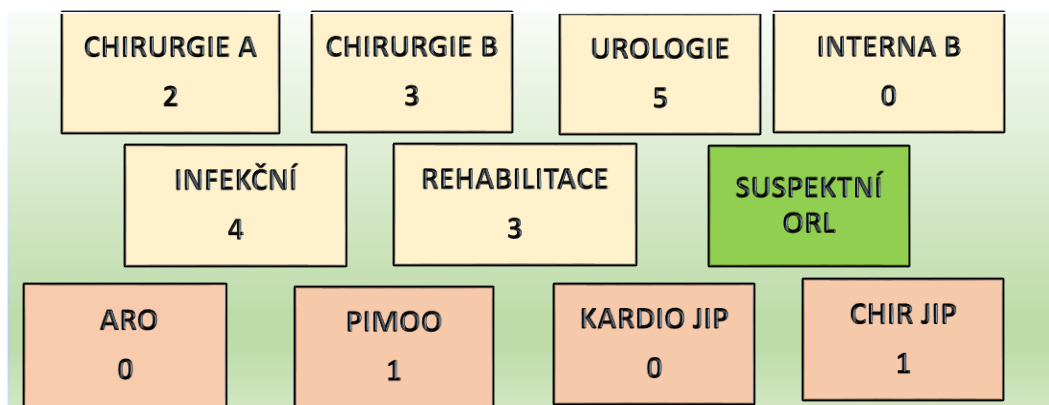 CHIRURGIE A
2
CHIRURGIE B
3
UROLOGIE
5
INTERNA B
0
INFEKČNÍ
4
REHABILITACE
3
SUSPEKTNÍ
ORL
ARO
0
PIMOO
1
KARDIO JIP
0
CHIR JIP
1